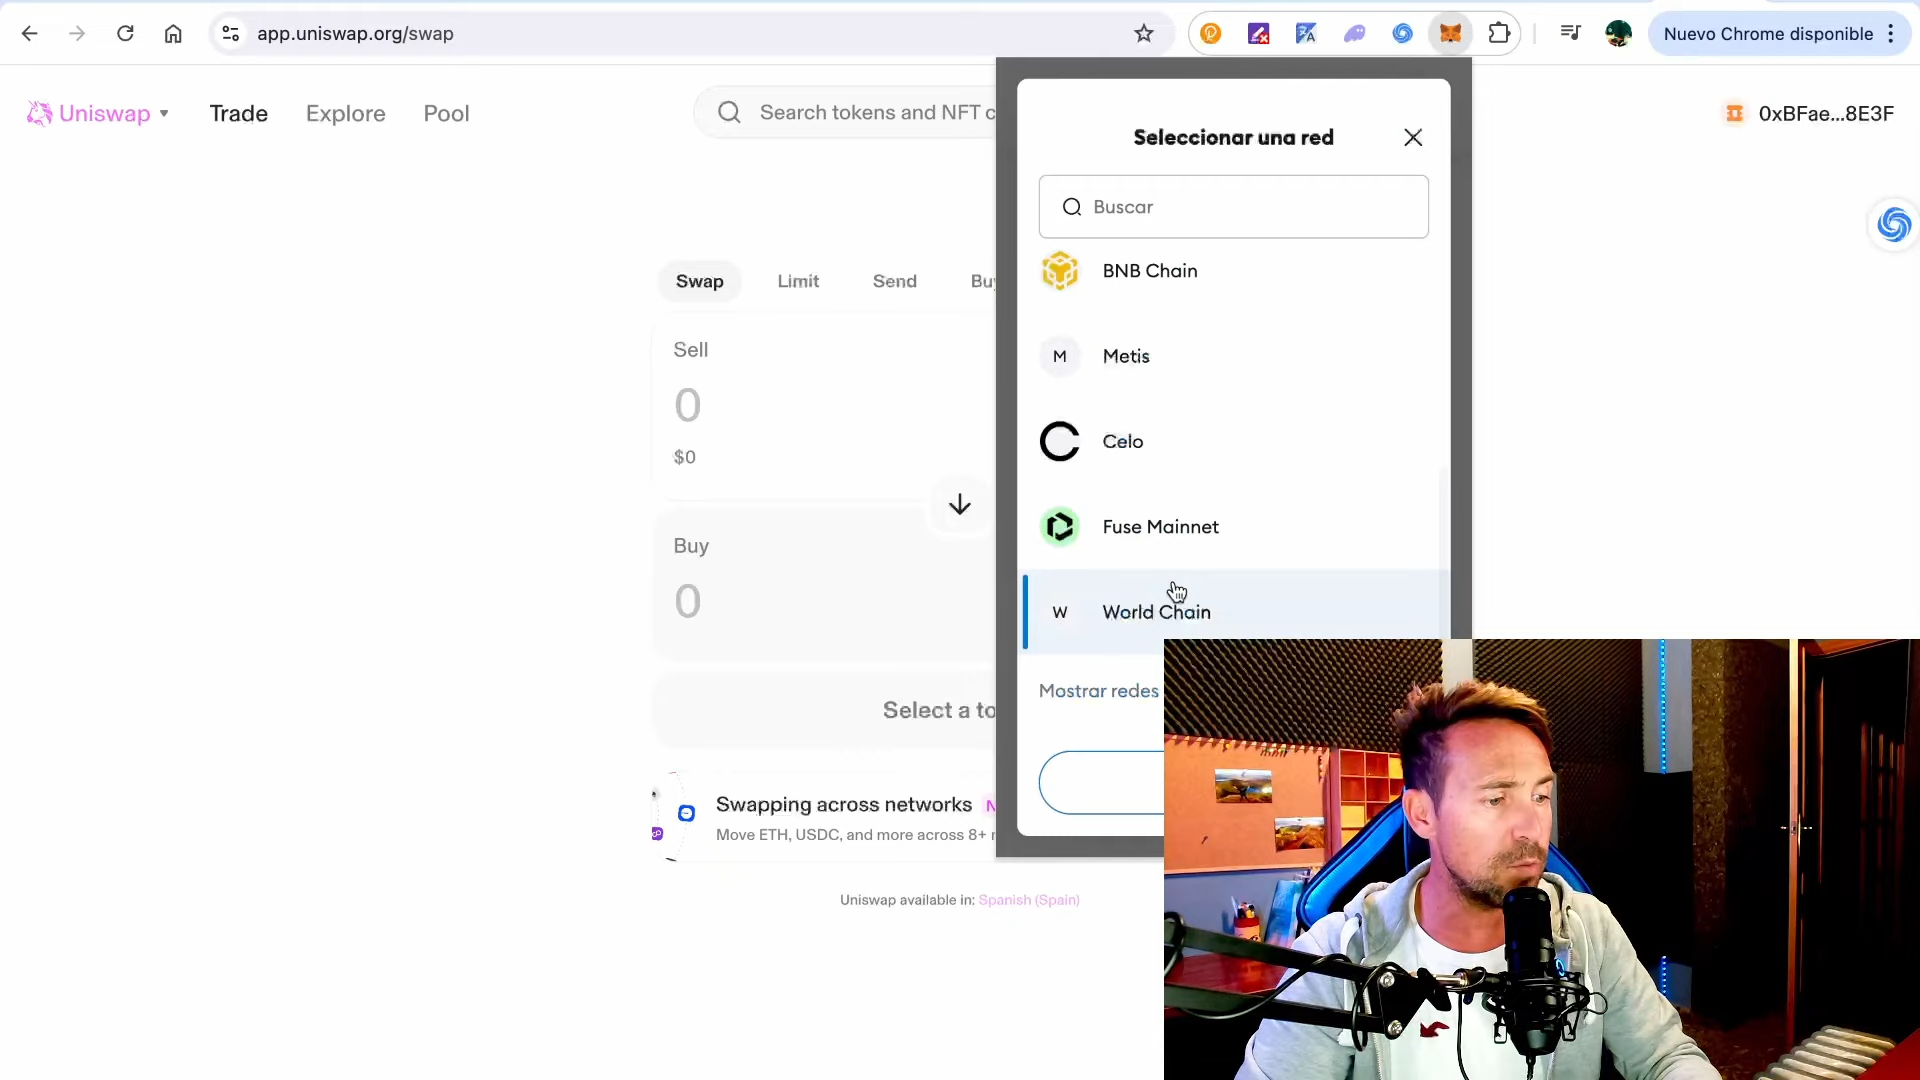 app.uniswap.org/swap
Nuevo Chrome disponible
Uniswap
Trade
Explore
Pool
Search tokens and NFT c
0xBFae...8E3F
Seleccionar una red
Buscar
BNB Chain
M
Metis
Celo
Fuse Mainnet
W
World Chain
Mostrar redes
Swap
Limit
Send
Buy
Sell
0
$0
Buy
0
Select a to
Swapping across networks N
Move ETH, USDC, and more across 8+
Uniswap available in: Spanish (Spain)